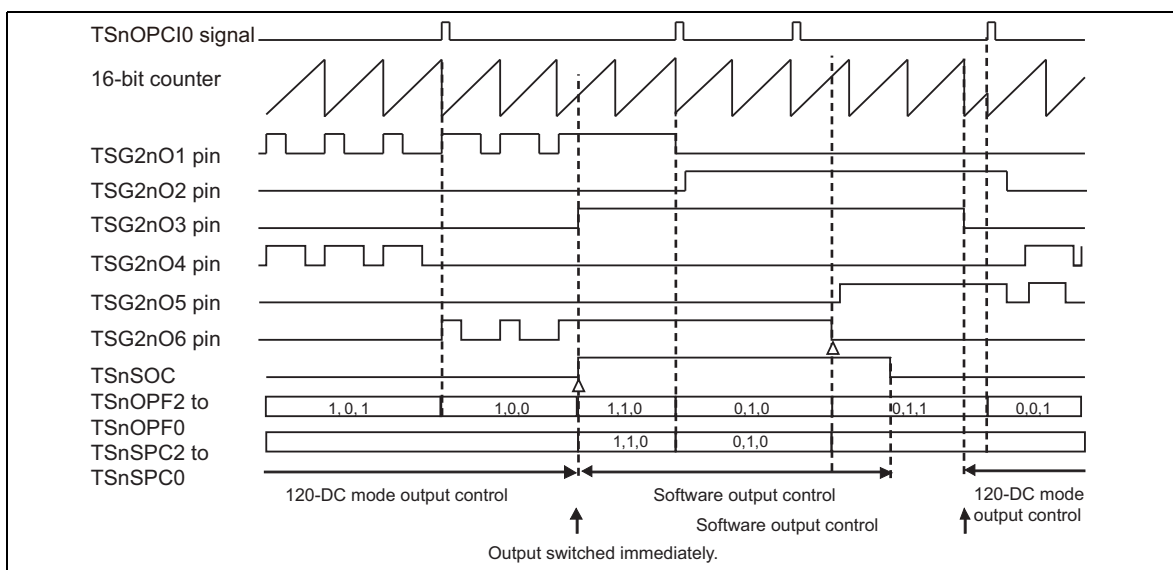 TSnOPCI0 signal
16-bit counter
TSG2nO1 pin
TSG2nO2 pin
TSG2nO3 pin
TSG2nO4 pin
TSG2nO5 pin
TSG2nO6 pin
TSnSOC
TSnOPF2 to
TSnOPF0
1, 0, 1
1, 0, 0
1, 1, 0
0, 1, 0
0, 1, 1
0, 0, 1
TSnSPC2 to
TSnSPC0
1, 1, 0
0, 1, 0
120-DC mode output control
Software output control
120-DC mode
output control
Software output control
Output switched immediately.